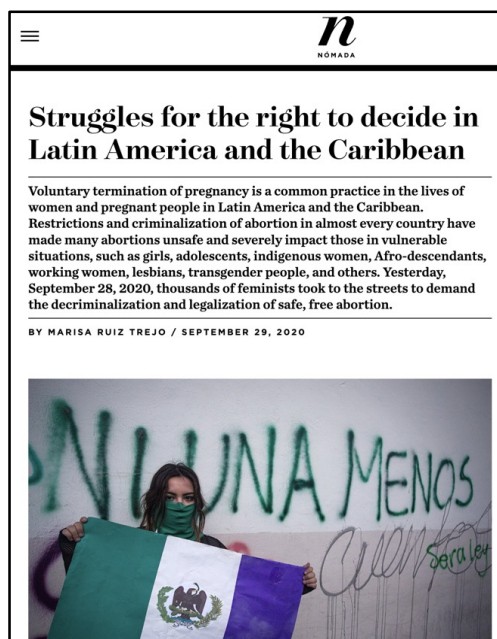 n
NÓMADA
Struggles for the right to decide in
Latin America and the Caribbean
Voluntary termination of pregnancy is a common practice in the lives of
women and pregnant people in Latin America and the Caribbean.
Restrictions and criminalization of abortion in almost every country have
made many abortions unsafe and severely impact those in vulnerable
situations, such as girls, adolescents, indigenous women, Afro-descendants,
working women, lesbians, transgender people, and others. Yesterday,
September 28, 2020, thousands of feminists took to the streets to demand
the decriminalization and legalization of safe, free abortion.
BY MARISA RUIZ TREJO / SEPTEMBER 29, 2020
NI UNA MENOS
Sera ley